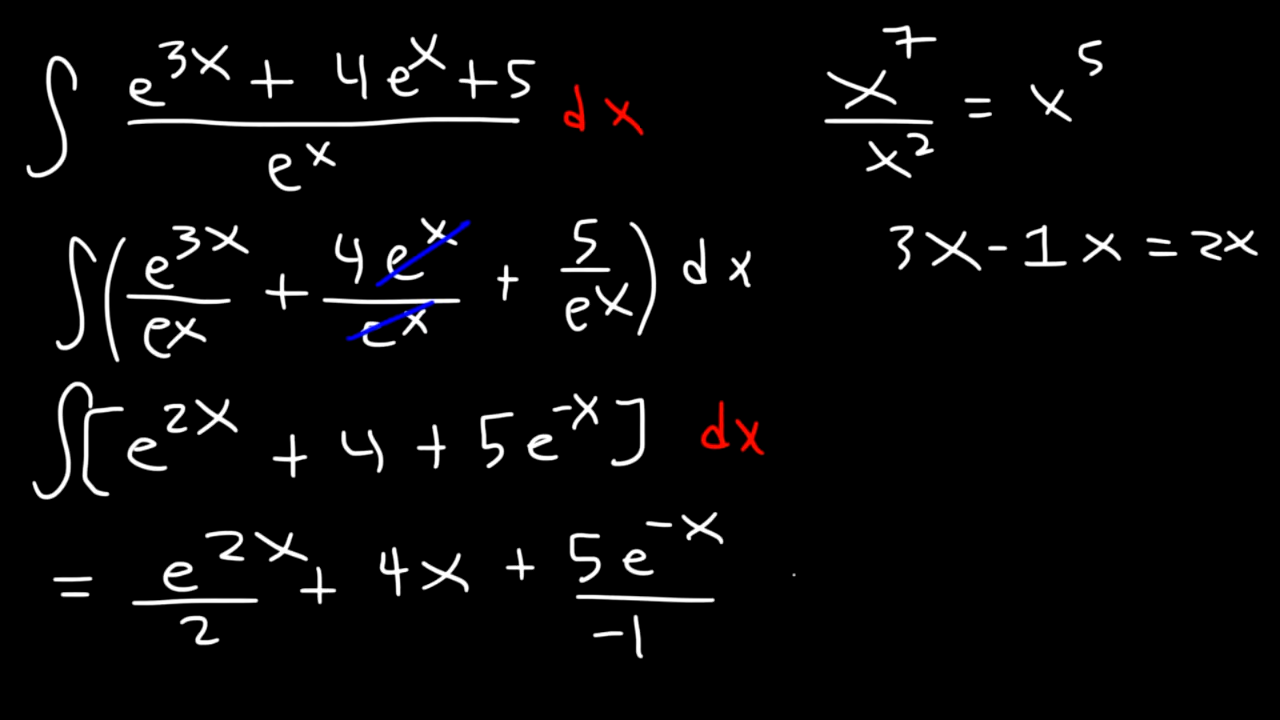 ∫ (e^{3x} + 4e^x + 5)/(e^x) dx
∫ ( e^{3x}/e^x + 4e^x/e^x + 5/e^x ) dx
∫ [ e^{2x} + 4 + 5e^{-x} ] dx
= e^{2x}/2 + 4x + 5e^{-x}/-1
x^7/x^2 = x^5
3x - 1x = 2x